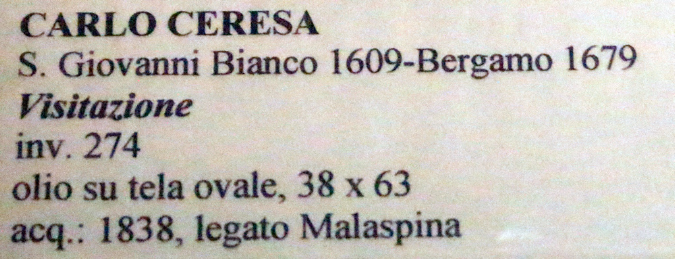 CARLO CERESA
S. Giovanni Bianco 1609-Bergamo 1679
Visitazione
inv. 274
olio su tela ovale, 38 x 63
acq.: 1838, legato Malaspina